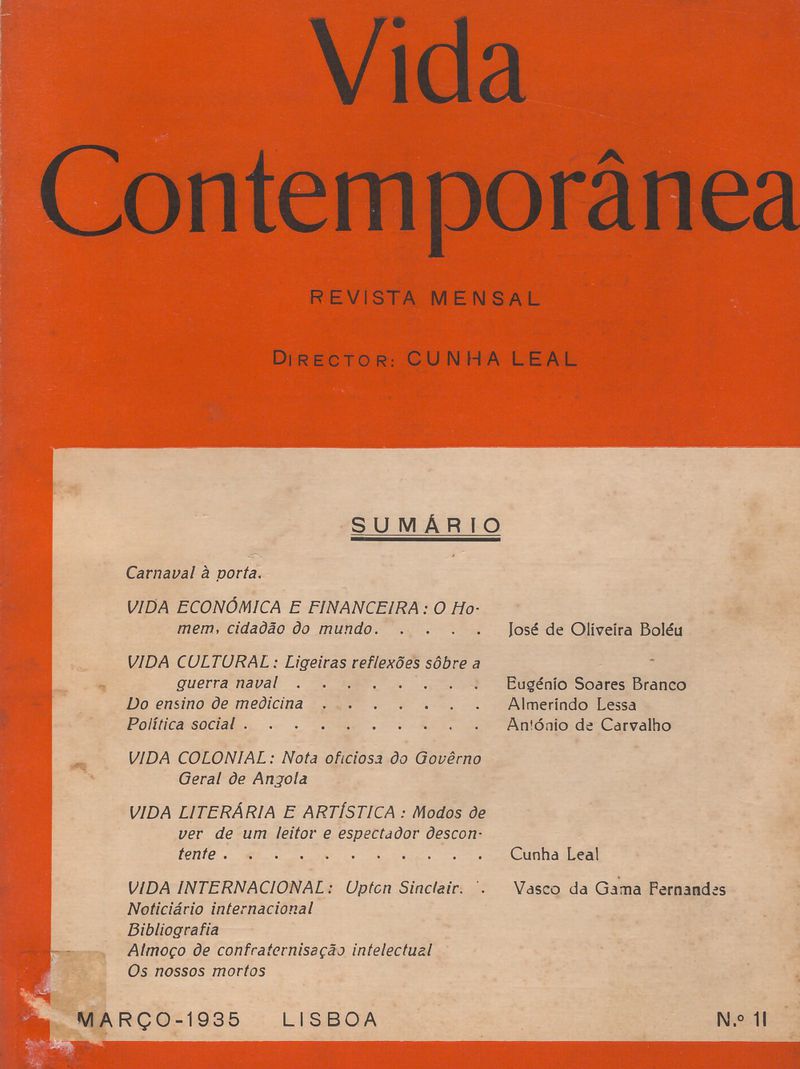 Vida
Contemporânea
REVISTA MENSAL
DIRECTOR: CUNHA LEAL
SUMÁRIO
Carnaval à porta.
VIDA ECONÓMICA E FINANCEIRA: O Ho-
mem, cidadão do mundo. . . . . José de Oliveira Boléu
VIDA CULTURAL: Ligeiras reflexões sôbre a
guerra naval . . . . . . . . Eugénio Soares Branco
Do ensino de medicina . . . . . . . Almerindo Lessa
Política social . . . . . . . . . . António de Carvalho
VIDA COLONIAL: Nota oficiosa do Govêrno
Geral de Angola
VIDA LITERÁRIA E ARTÍSTICA: Modos de
ver de um leitor e espectador descon-
tente . . . . . . . . . . . Cunha Leal
VIDA INTERNACIONAL: Upton Sinclair. . Vasco da Gama Fernandes
Noticiário internacional
Bibliografia
Almoço de confraternisação intelectual
Os nossos mortos
MARÇO-1935 LISBOA N.º 11